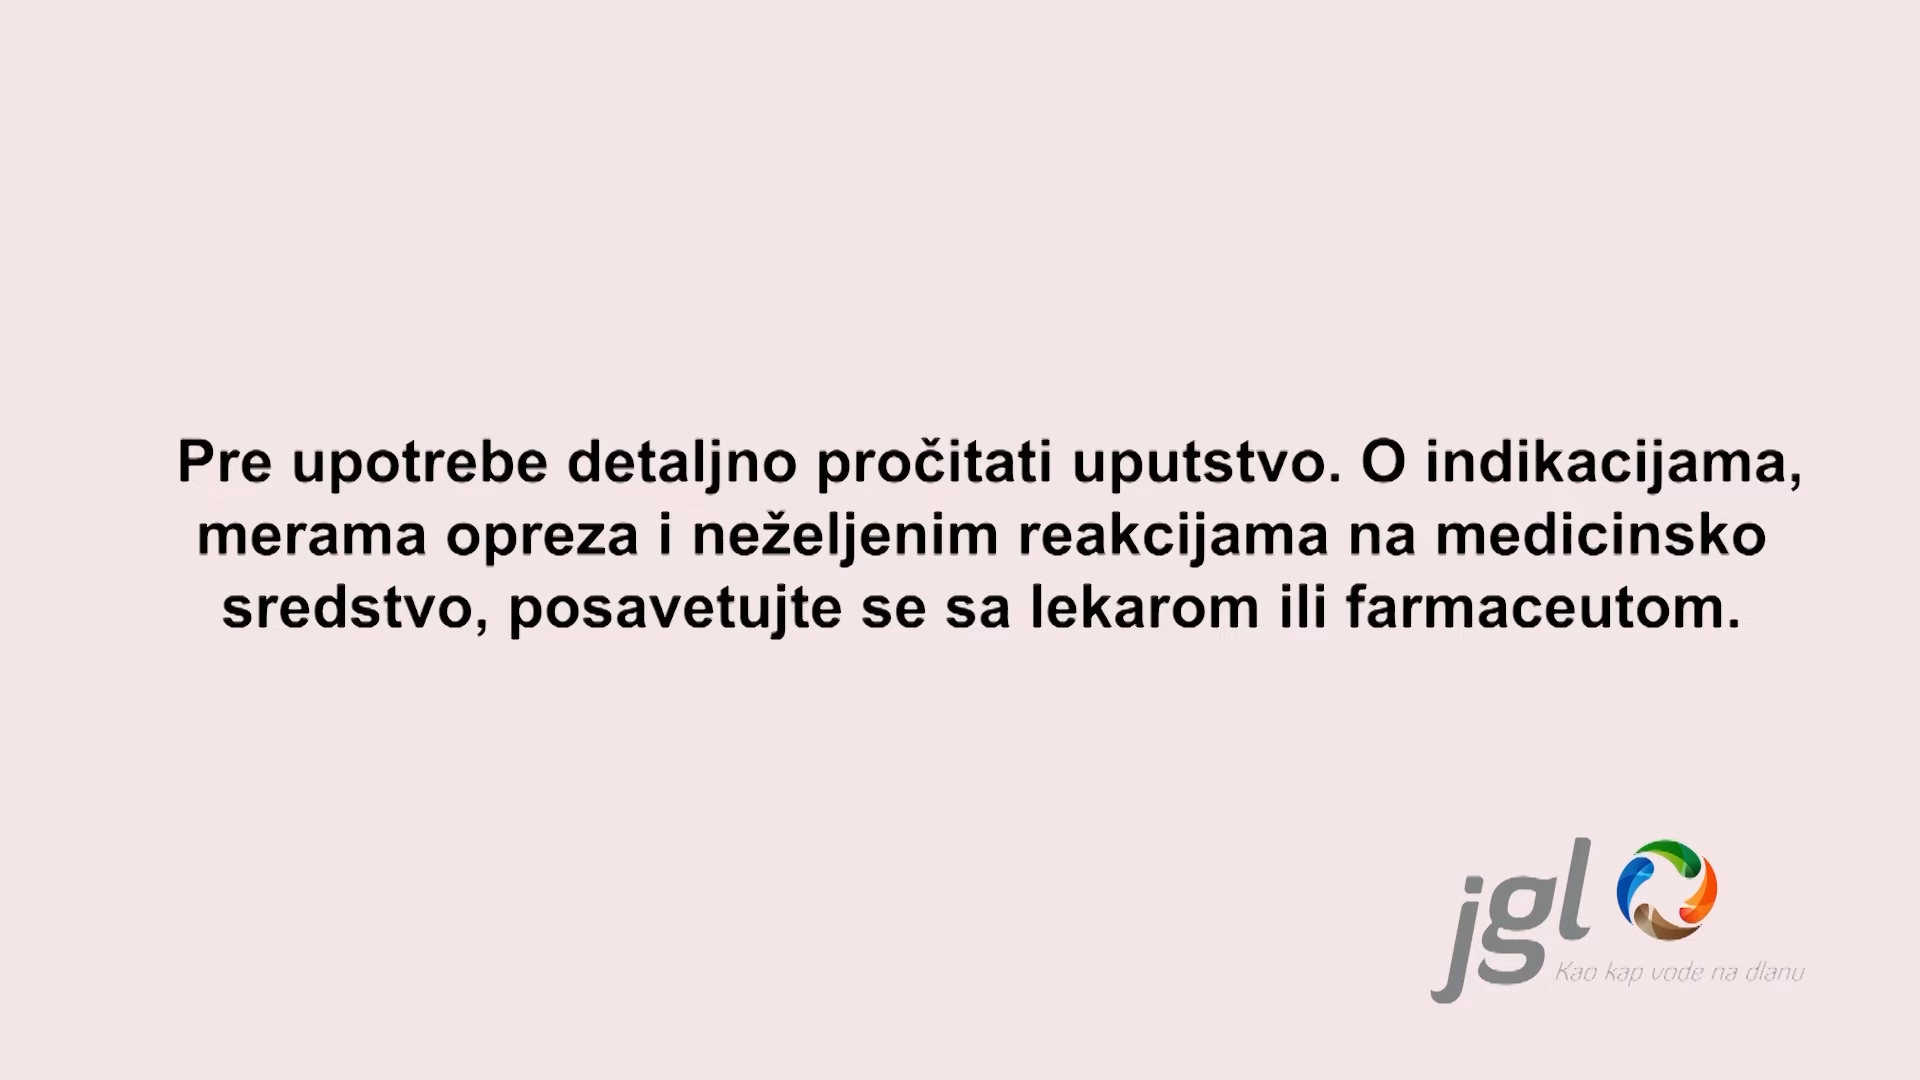 Pre upotrebe detaljno pročitati uputstvo. O indikacijama,
merama opreza i neželjenim reakcijama na medicinsko
sredstvo, posavetujte se sa lekarom ili farmaceutom.
jgl
Kao kap vode na dlanu